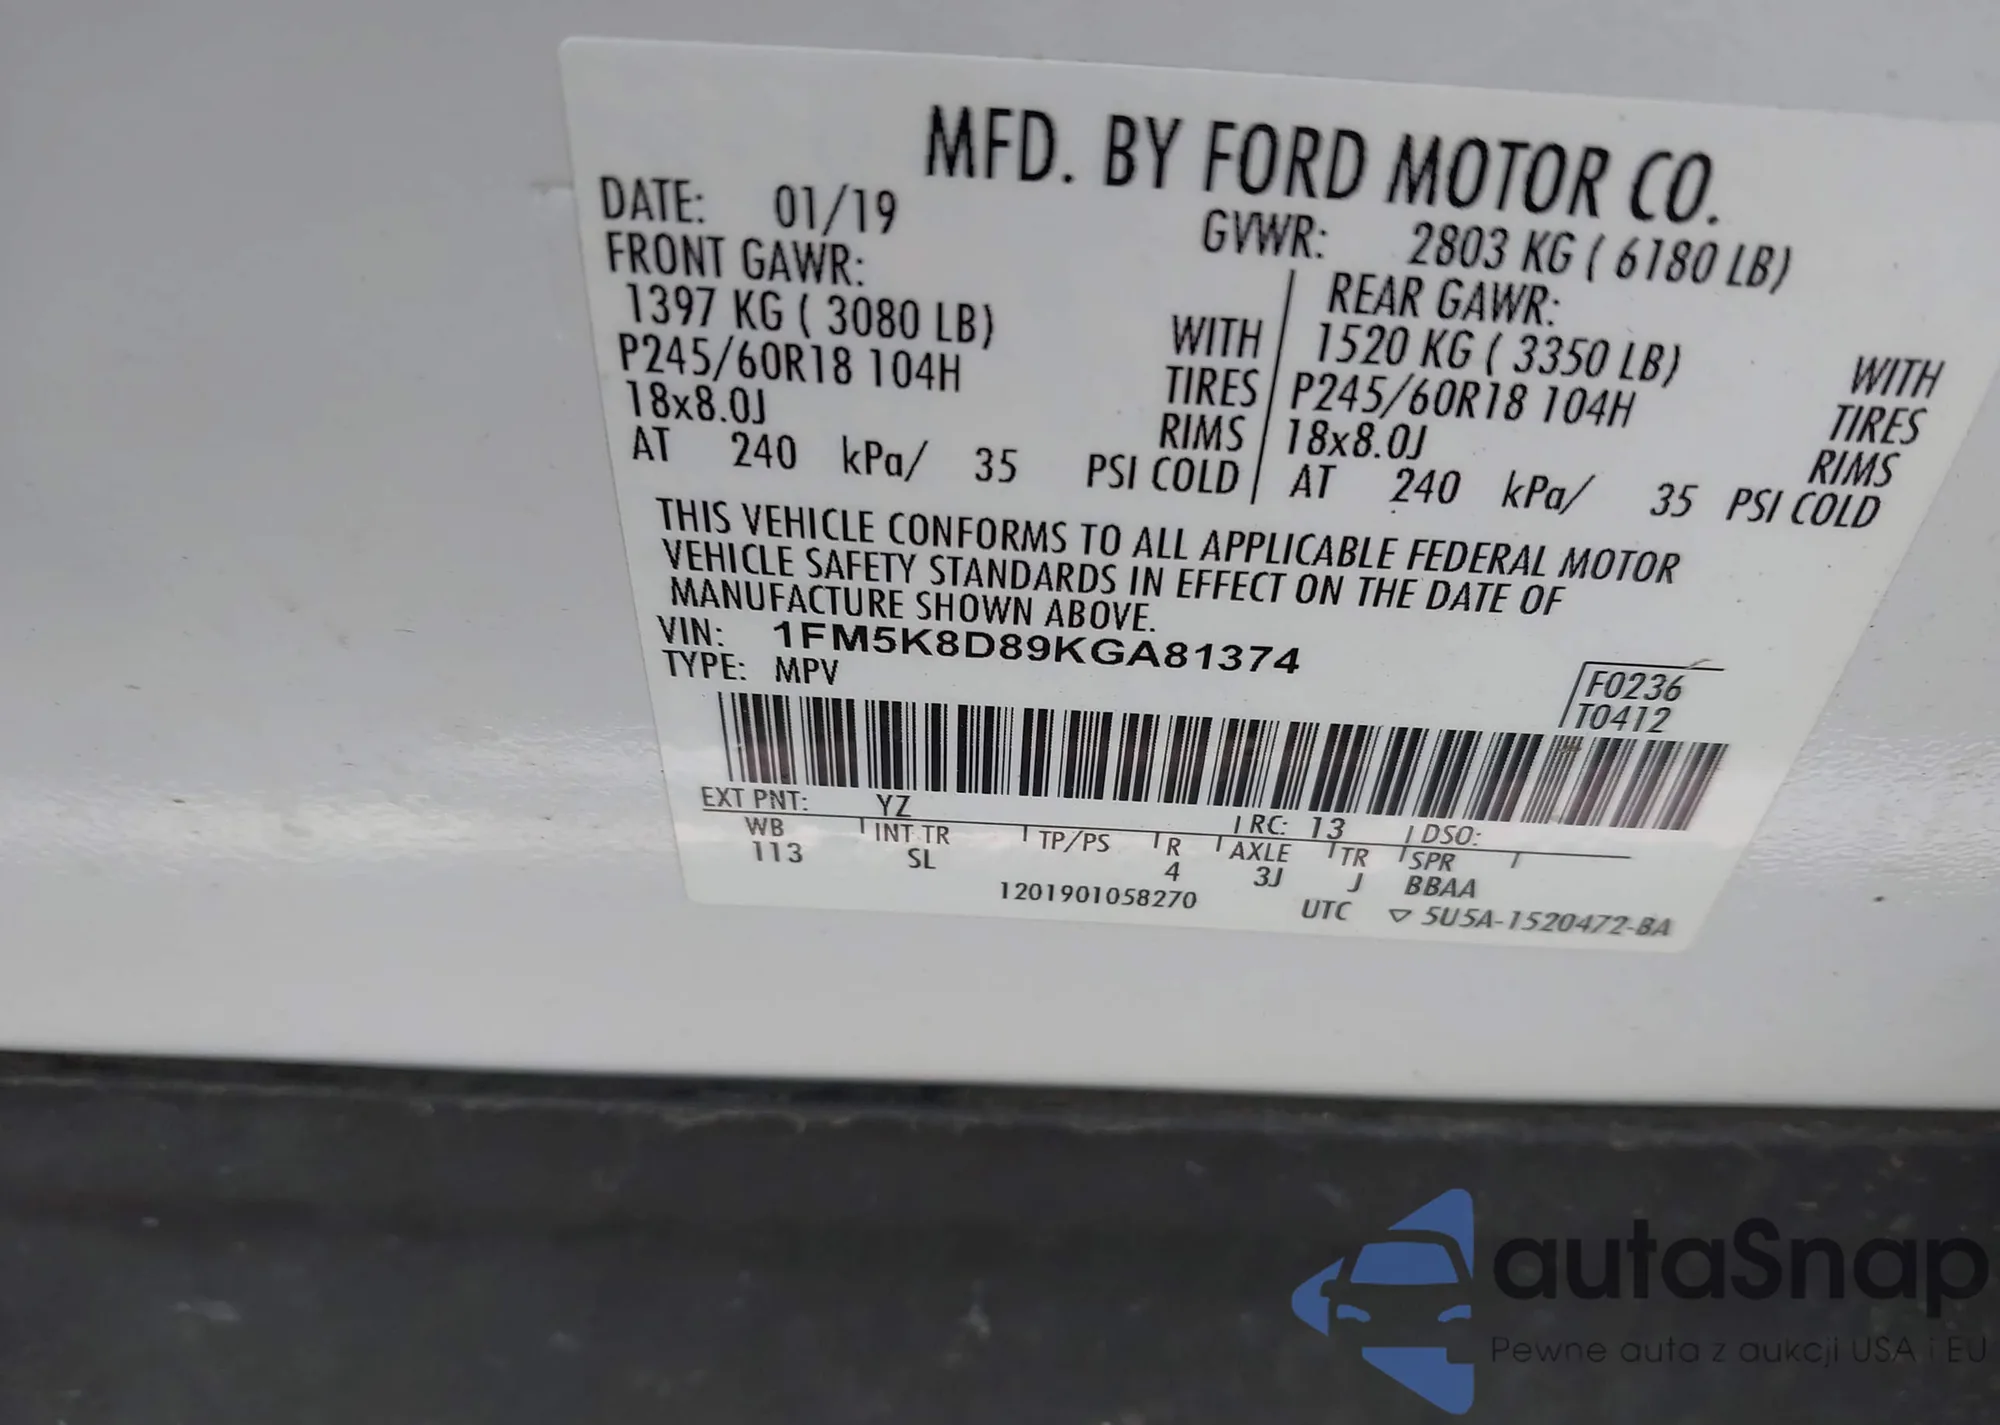 MFD. BY FORD MOTOR CO.
DATE: 01/19 GVWR: 2803 KG ( 6180 LB)
FRONT GAWR: REAR GAWR:
1397 KG ( 3080 LB) WITH 1520 KG ( 3350 LB) WITH
P245/60R18 104H TIRES P245/60R18 104H TIRES
18x8.0J RIMS 18x8.0J RIMS
AT 240 kPa/ 35 PSI COLD AT 240 kPa/ 35 PSI COLD
THIS VEHICLE CONFORMS TO ALL APPLICABLE FEDERAL MOTOR
VEHICLE SAFETY STANDARDS IN EFFECT ON THE DATE OF
MANUFACTURE SHOWN ABOVE.
VIN: 1FM5K8D89KGA81374
TYPE: MPV
F0236
T0412
EXT PNT: YZ RC: 13 DSO:
WB INT TR TP/PS R AXLE TR SPR
113 SL 4 3J J BBAA
1201901058270 UTC ▽ 5U5A-1520472-BA
autaSnap
Pewne auta z aukcji USA i EU